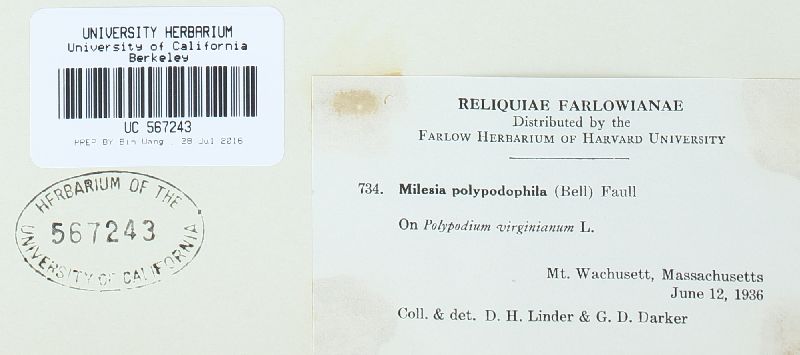 UNIVERSITY HERBARIUM
University of California
Berkeley
UC 567243
PREP BY Bin Wang, 28 Jul 2016
HERBARIUM OF THE
567243
UNIVERSITY OF CALIFORNIA
RELIQUIAE FARLOWIANAE
Distributed by the
FARLOW HERBARIUM OF HARVARD UNIVERSITY
734. Milesia polypodophila (Bell) Faull
On Polypodium virginianum L.
Mt. Wachusett, Massachusetts
June 12, 1936
Coll. & det. D. H. Linder & G. D. Darker